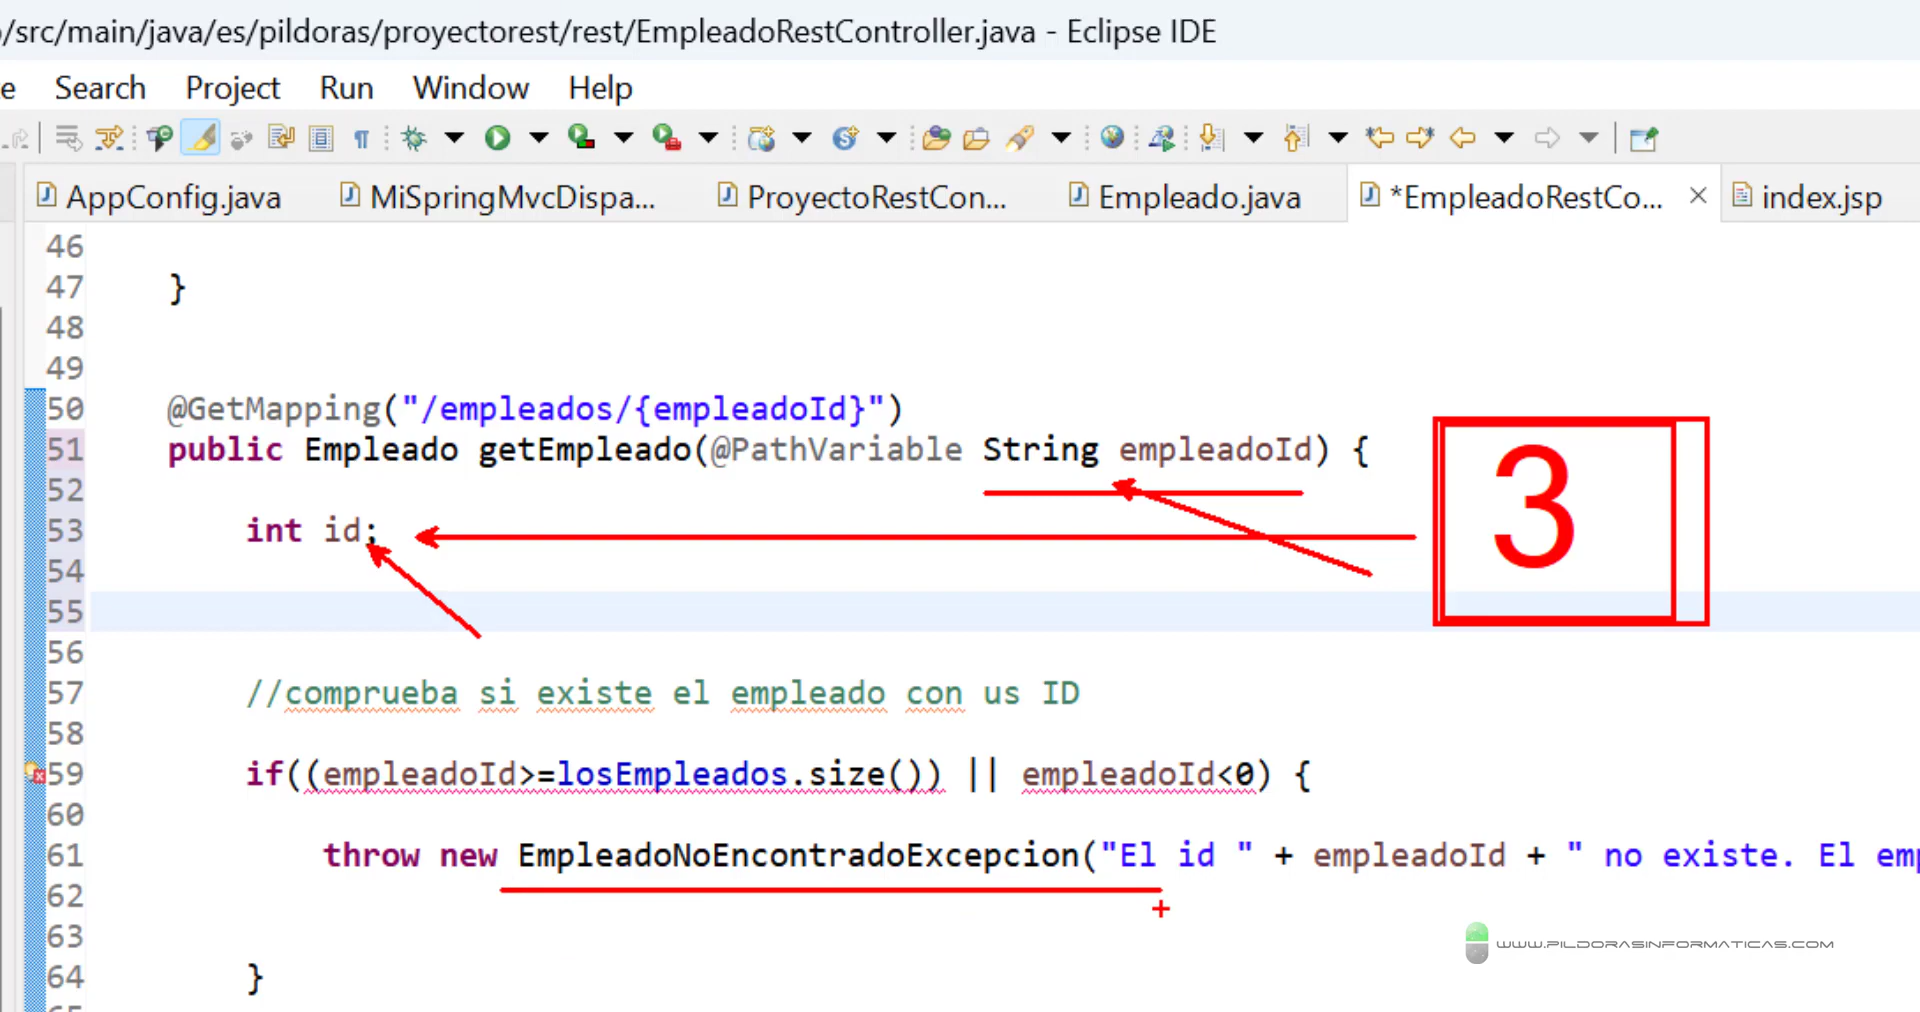 /src/main/java/es/pildoras/proyectorest/rest/EmpleadoRestController.java - Eclipse IDE
e Search Project Run Window Help
AppConfig.java MiSpringMvcDispa... ProyectoRestCon... Empleado.java *EmpleadoRestCo... index.jsp
46
47 }
48
49
50 @GetMapping("/empleados/{empleadoId}")
51 public Empleado getEmpleado(@PathVariable String empleadoId) {
52
53 int id;
54
55
56
57 //comprueba si existe el empleado con us ID
58
59 if((empleadoId>=losEmpleados.size()) || empleadoId<0) {
60
61 throw new EmpleadoNoEncontradoExcepcion("El id " + empleadoId + " no existe. El emp
62
63
64 }
3
WWW.PILDORASINFORMATICAS.COM